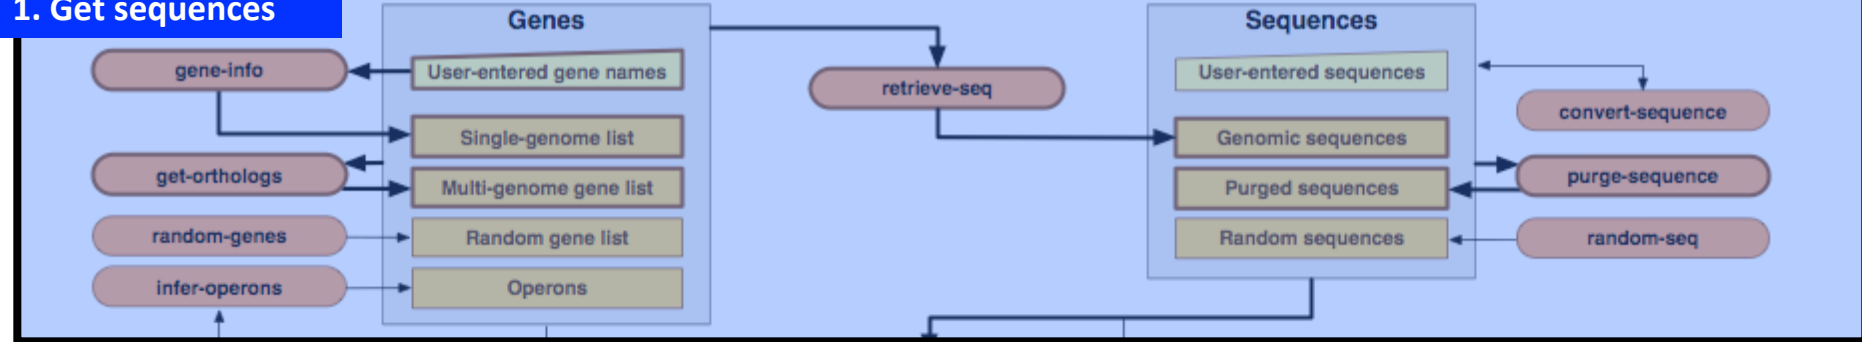 1. Get sequences
Genes
gene-info
User-entered gene names
Single-genome list
get-orthologs
Multi-genome gene list
random-genes
Random gene list
infer-operons
Operons
retrieve-seq
Sequences
User-entered sequences
convert-sequence
Genomic sequences
Purged sequences
purge-sequence
Random sequences
random-seq